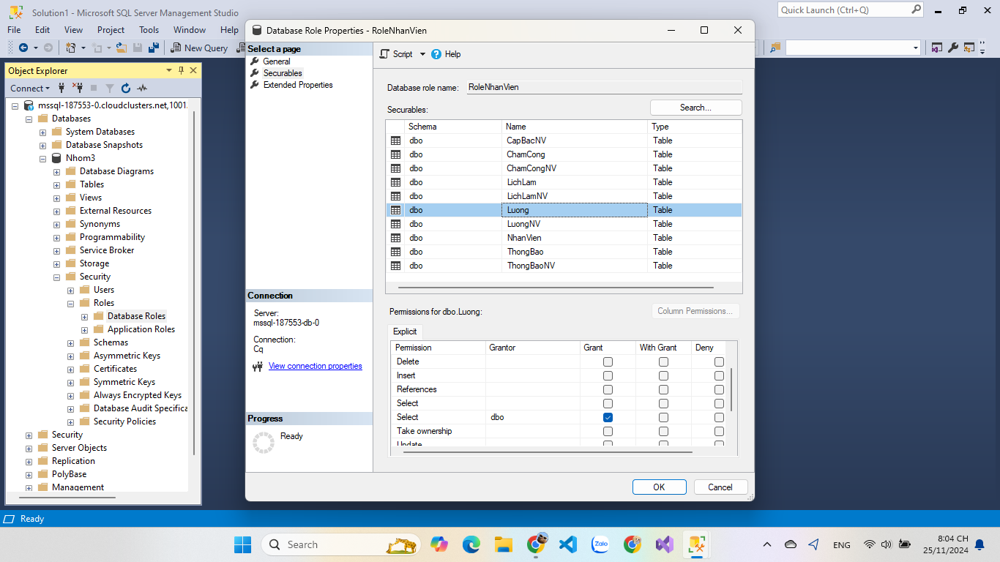 Solution1 - Microsoft SQL Server Management Studio
Quick Launch (Ctrl+Q)
File Edit View Project Tools Window Help
New Query
Object Explorer
Connect
mssql-187553-0.cloudclusters.net,1001
Databases
System Databases
Database Snapshots
Nhom3
Database Diagrams
Tables
Views
External Resources
Synonyms
Programmability
Service Broker
Storage
Security
Users
Roles
Database Roles
Application Roles
Schemas
Asymmetric Keys
Certificates
Symmetric Keys
Always Encrypted Keys
Database Audit Specifica
Security Policies
Security
Server Objects
Replication
PolyBase
Management
Database Role Properties - RoleNhanVien
Select a page
General
Securables
Extended Properties
Connection
Server:
mssql-187553-db-0
Connection:
Cq
View connection properties
Progress
Ready
Script Help
Database role name: RoleNhanVien
Securables: Search...
Schema Name Type
dbo CapBacNV Table
dbo ChamCong Table
dbo ChamCongNV Table
dbo LichLam Table
dbo LichLamNV Table
dbo Luong Table
dbo LuongNV Table
dbo NhanVien Table
dbo ThongBao Table
dbo ThongBaoNV Table
Permissions for dbo.Luong: Column Permissions...
Explicit
Permission Grantor Grant With Grant Deny
Delete
Insert
References
Select
Select dbo
Take ownership
Update
OK Cancel
Ready
Search
Zalo
ENG
8:04 CH
25/11/2024